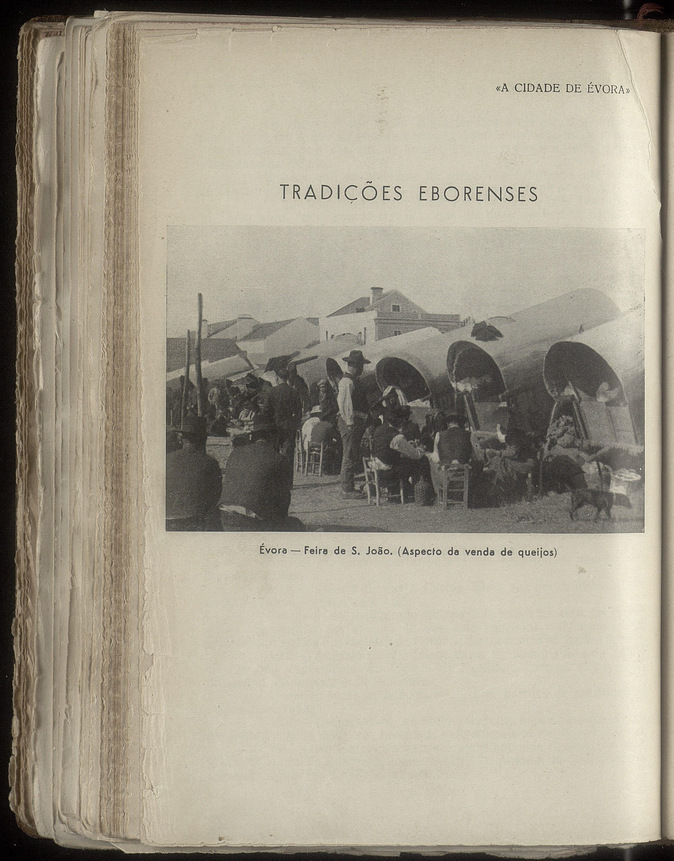 «A CIDADE DE ÉVORA»
TRADIÇÕES EBORENSES
Évora — Feira de S. João. (Aspecto da venda de queijos)